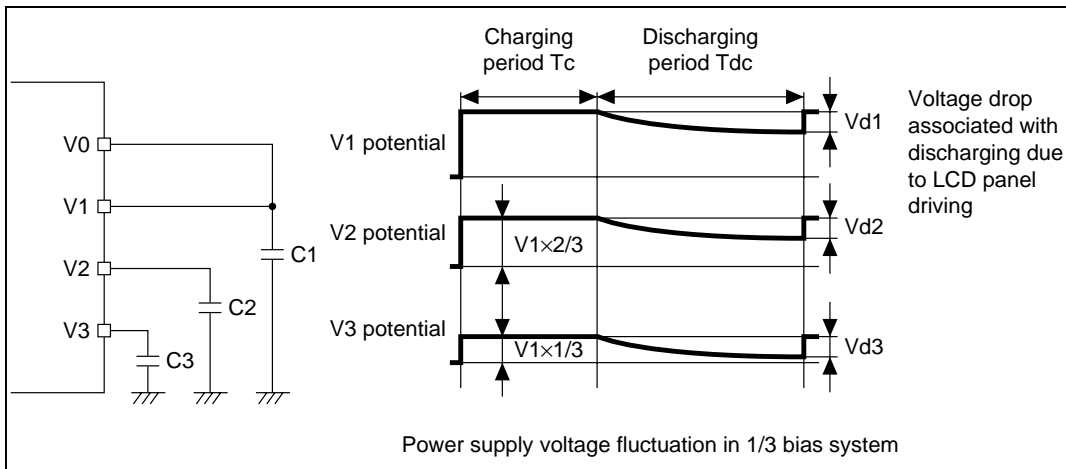 Charging
period Tc
Discharging
period Tdc
V0
V1
V2
V3
C1
C2
C3
V1 potential
V2 potential
V1×2/3
V3 potential
V1×1/3
Vd1
Vd2
Vd3
Voltage drop
associated with
discharging due
to LCD panel
driving
Power supply voltage fluctuation in 1/3 bias system